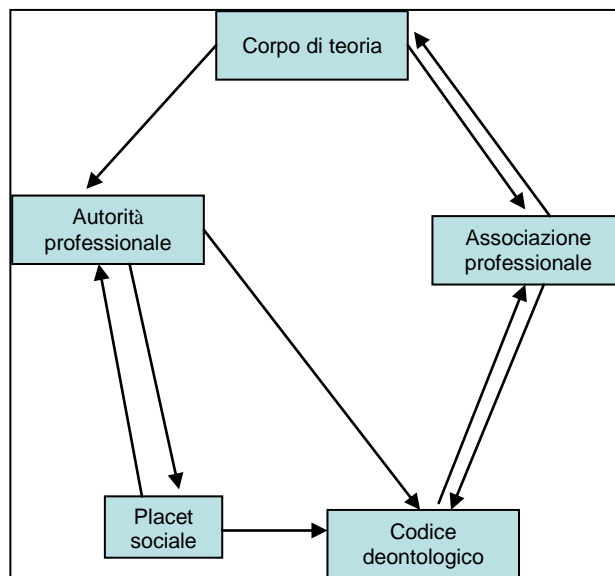 Corpo di teoria
Autorità
professionale
Associazione
professionale
Placet
sociale
Codice
deontologico